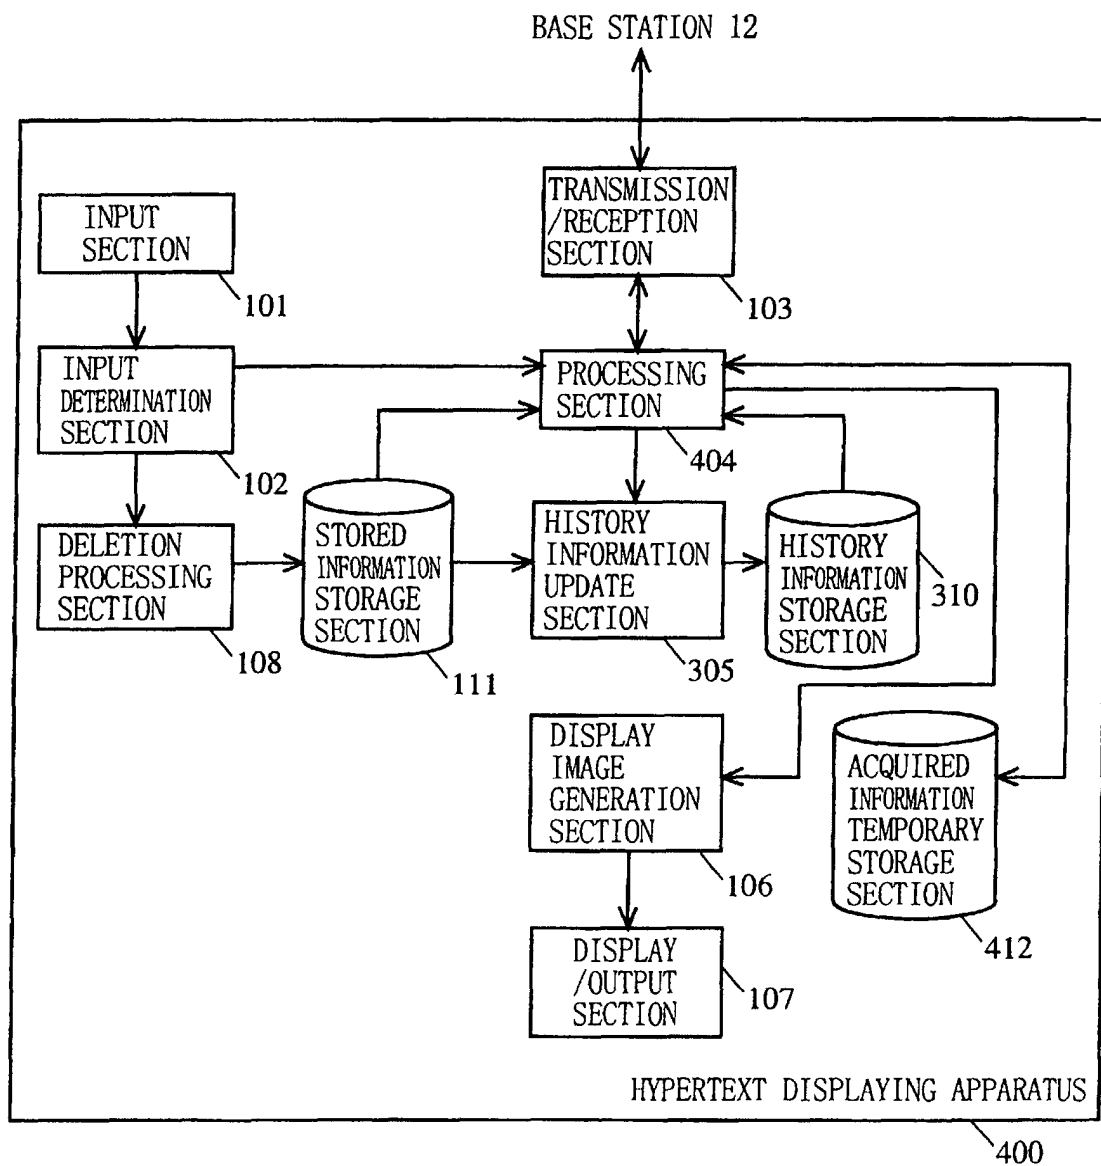 BASE STATION 12
TRANSMISSION
/RECEPTION
SECTION
103
INPUT
SECTION
101
INPUT
DETERMINATION
SECTION
102
PROCESSING
SECTION
404
DELETION
PROCESSING
SECTION
108
STORED
INFORMATION
STORAGE
SECTION
111
HISTORY
INFORMATION
UPDATE
SECTION
305
HISTORY
INFORMATION
STORAGE
SECTION
310
DISPLAY
IMAGE
GENERATION
SECTION
106
ACQUIRED
INFORMATION
TEMPORARY
STORAGE
SECTION
412
DISPLAY
/OUTPUT
SECTION
107
HYPERTEXT DISPLAYING APPARATUS
400